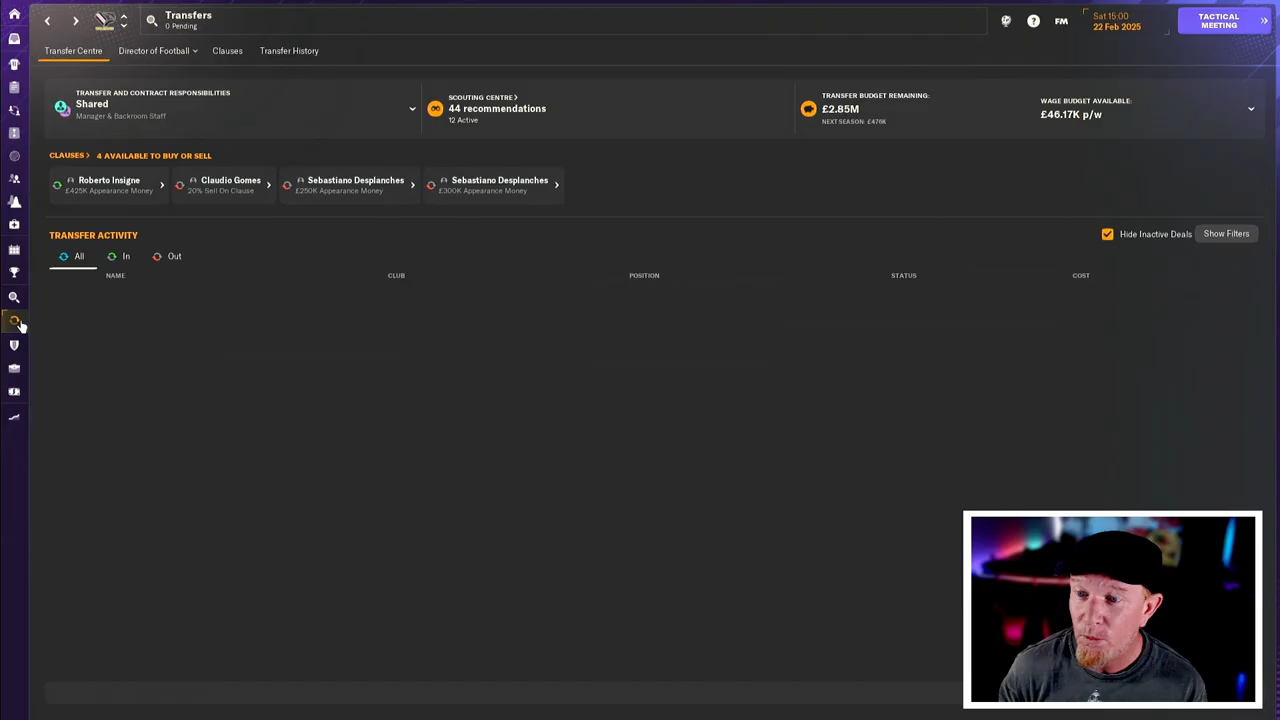 Transfers
0 Pending
FM
Sat 15:00
22 Feb 2025
TACTICAL
MEETING
Transfer Centre
Director of Football
Clauses
Transfer History
TRANSFER AND CONTRACT RESPONSIBILITIES
Shared
Manager & Backroom Staff
SCOUTING CENTRE
44 recommendations
12 Active
TRANSFER BUDGET REMAINING:
£2.85M
NEXT SEASON: £476K
WAGE BUDGET AVAILABLE:
£46.17K p/w
CLAUSES 4 AVAILABLE TO BUY OR SELL
Roberto Insigne
£425K Appearance Money
Claudio Gomes
20% Sell On Clause
Sebastiano Desplanches
£250K Appearance Money
Sebastiano Desplanches
£300K Appearance Money
TRANSFER ACTIVITY
Hide Inactive Deals
Show Filters
All
In
Out
NAME CLUB POSITION STATUS COST